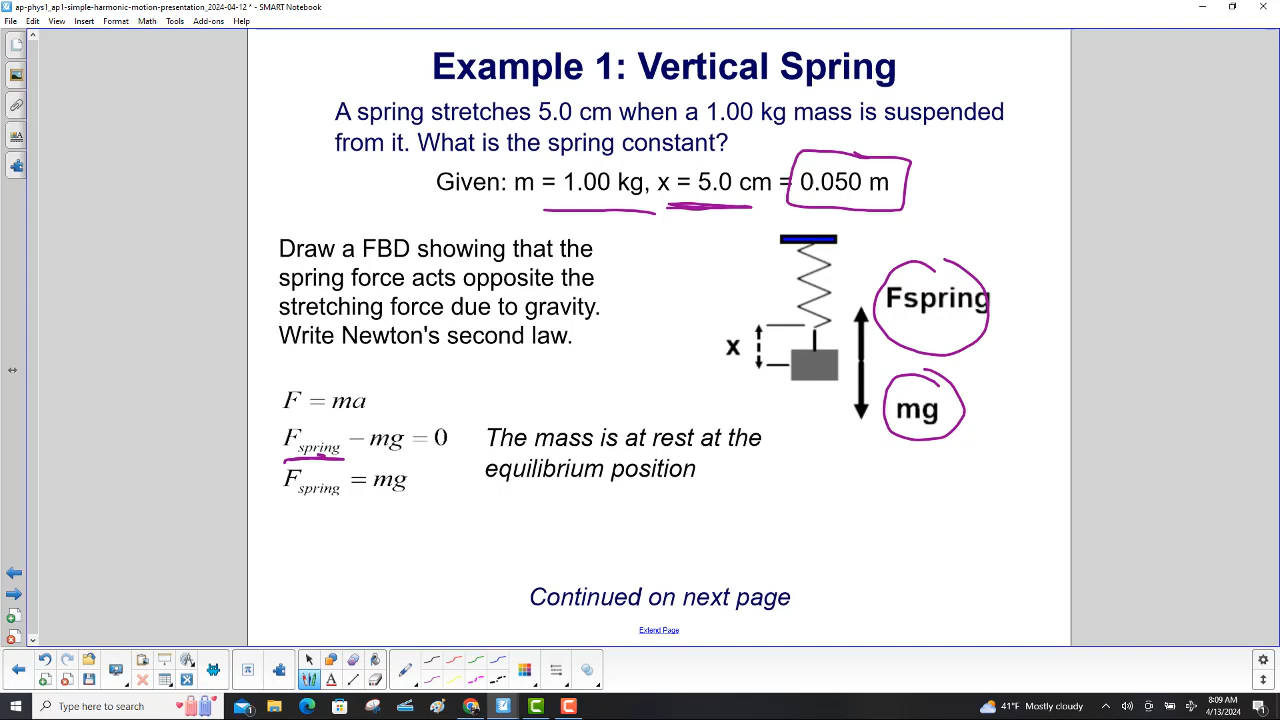 ap-phys1_ap1-simple-harmonic-motion-presentation_2024-04-12 * - SMART Notebook
File Edit View Insert Format Math Tools Add-ons Help
Example 1: Vertical Spring
A spring stretches 5.0 cm when a 1.00 kg mass is suspended
from it. What is the spring constant?
Given: m = 1.00 kg, x = 5.0 cm = 0.050 m
Draw a FBD showing that the
spring force acts opposite the
stretching force due to gravity.
Write Newton's second law.
Fspring
x
mg
F = ma
F_spring − mg = 0
F_spring = mg
The mass is at rest at the
equilibrium position
Continued on next page
Extend Page
Type here to search
41°F Mostly cloudy
8:09 AM
4/13/2024